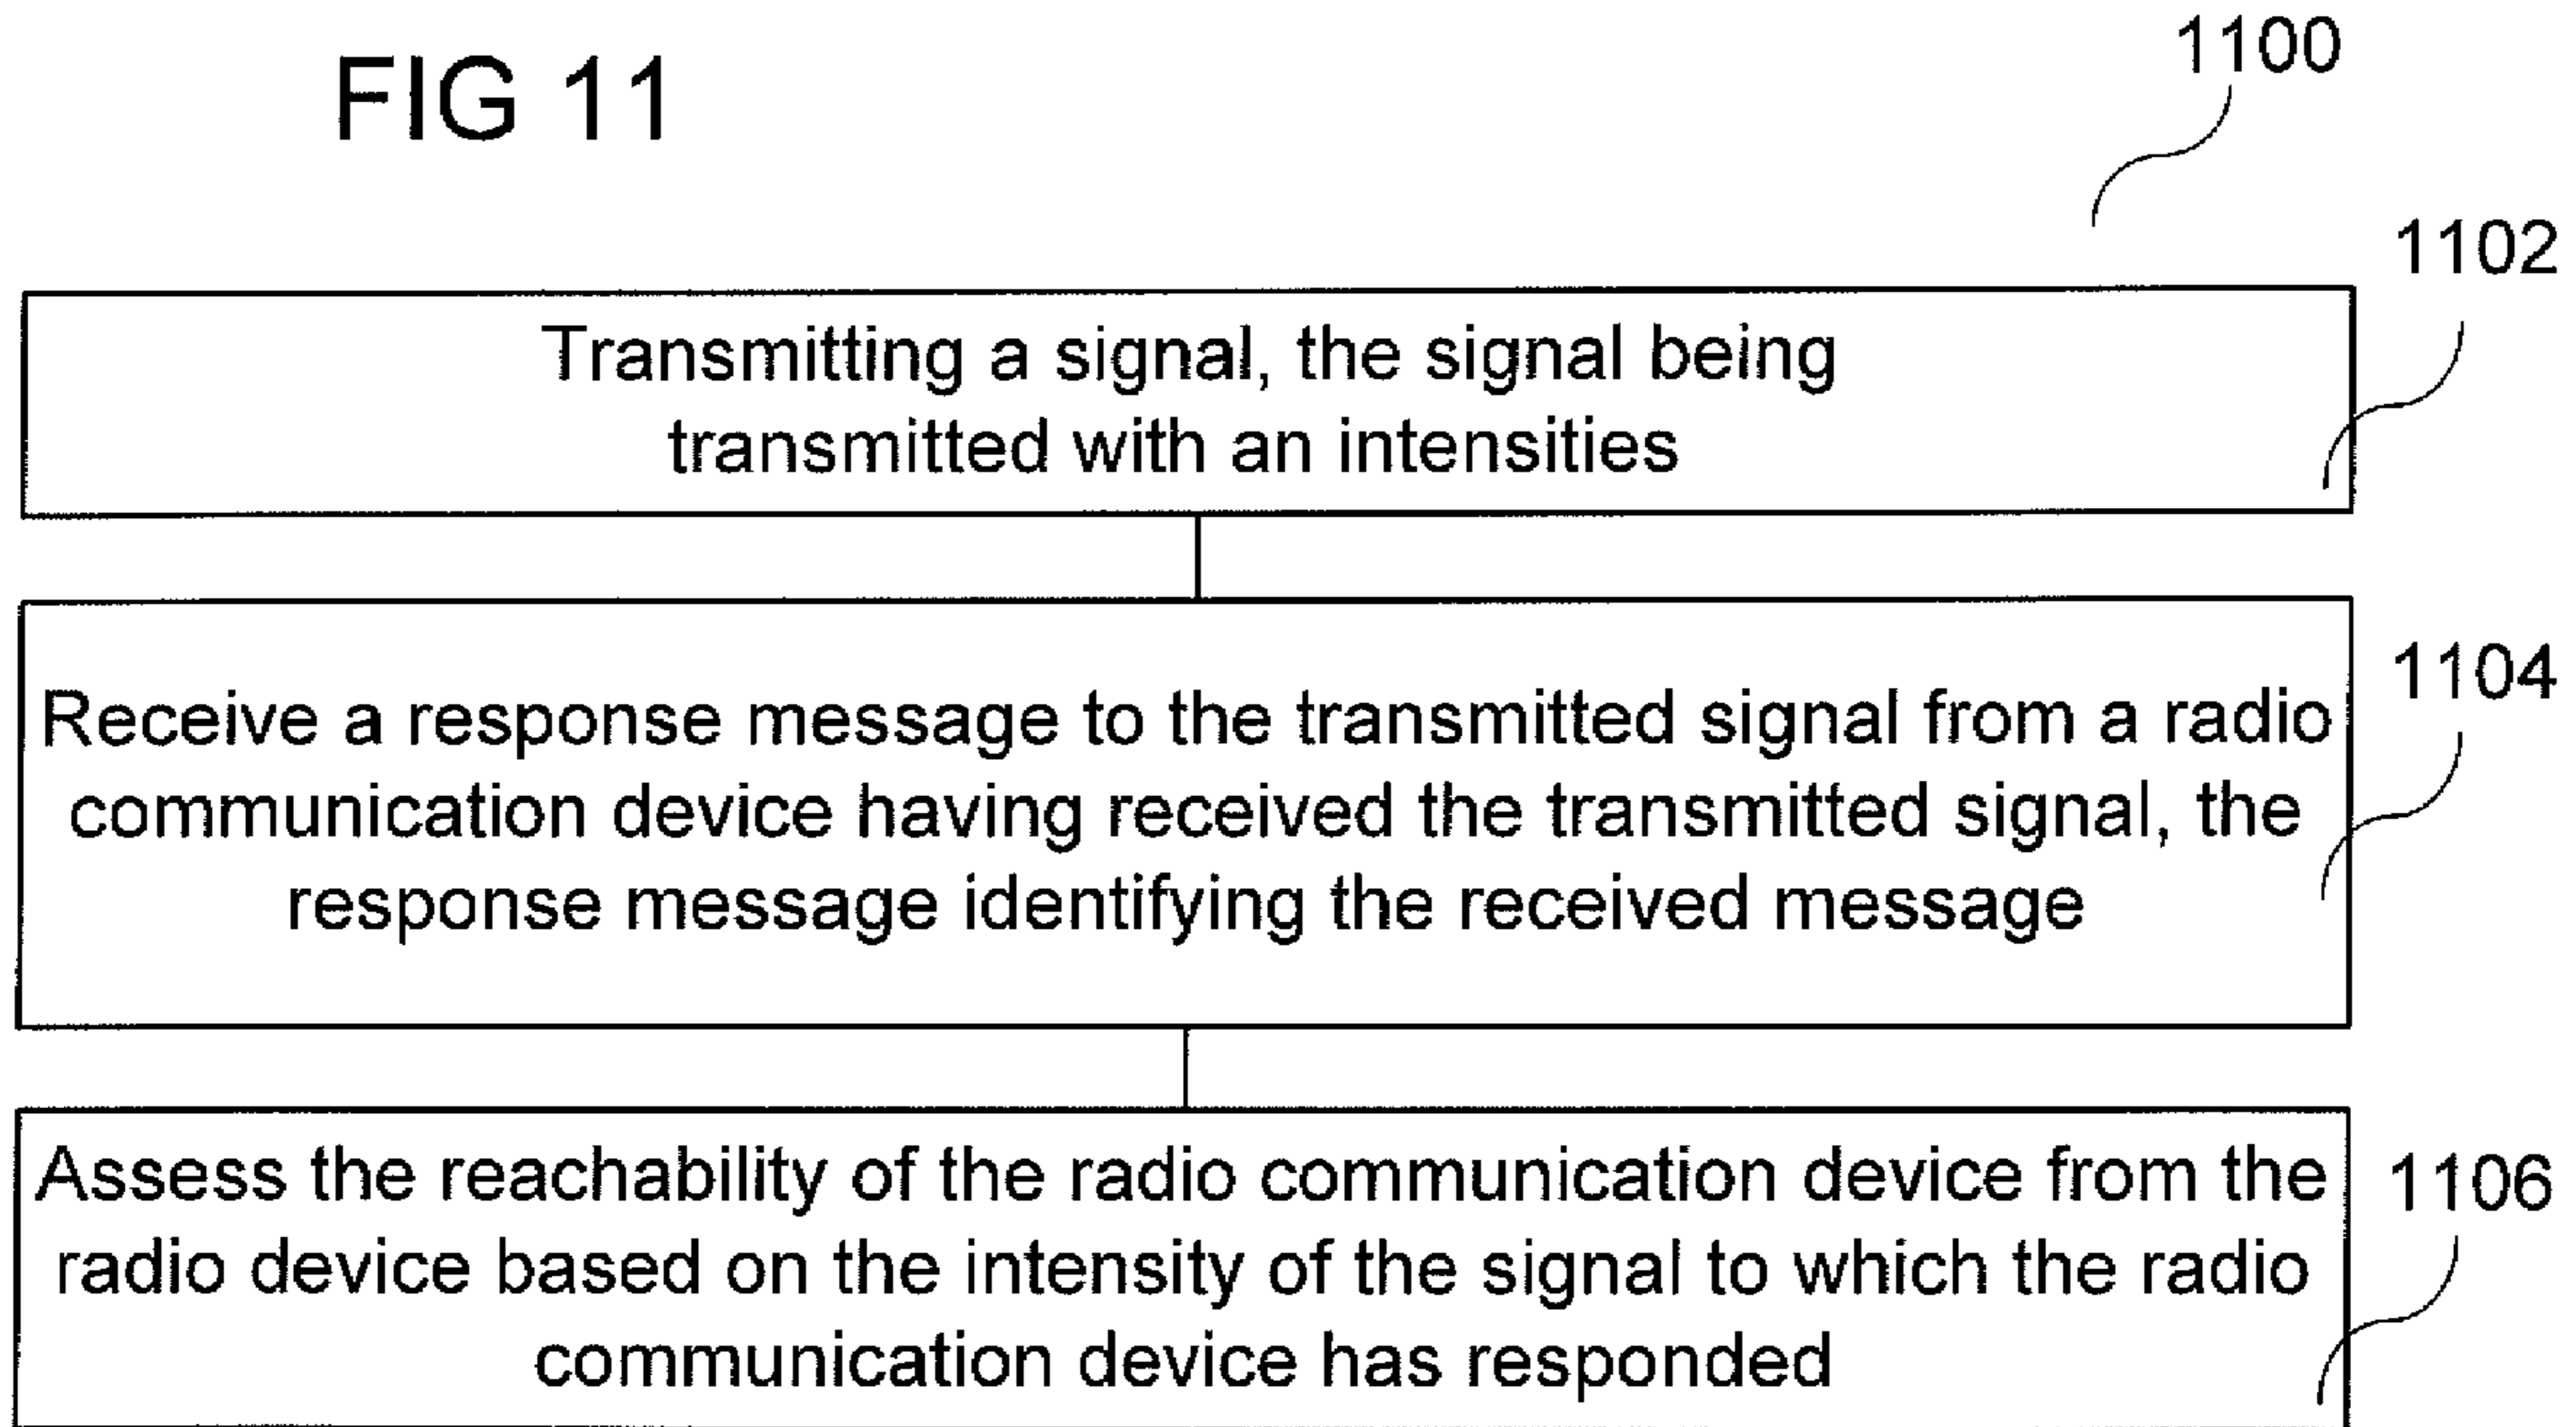 FIG 11
1100
1102
Transmitting a signal, the signal being
transmitted with an intensities
1104
Receive a response message to the transmitted signal from a radio
communication device having received the transmitted signal, the
response message identifying the received message
1106
Assess the reachability of the radio communication device from the
radio device based on the intensity of the signal to which the radio
communication device has responded